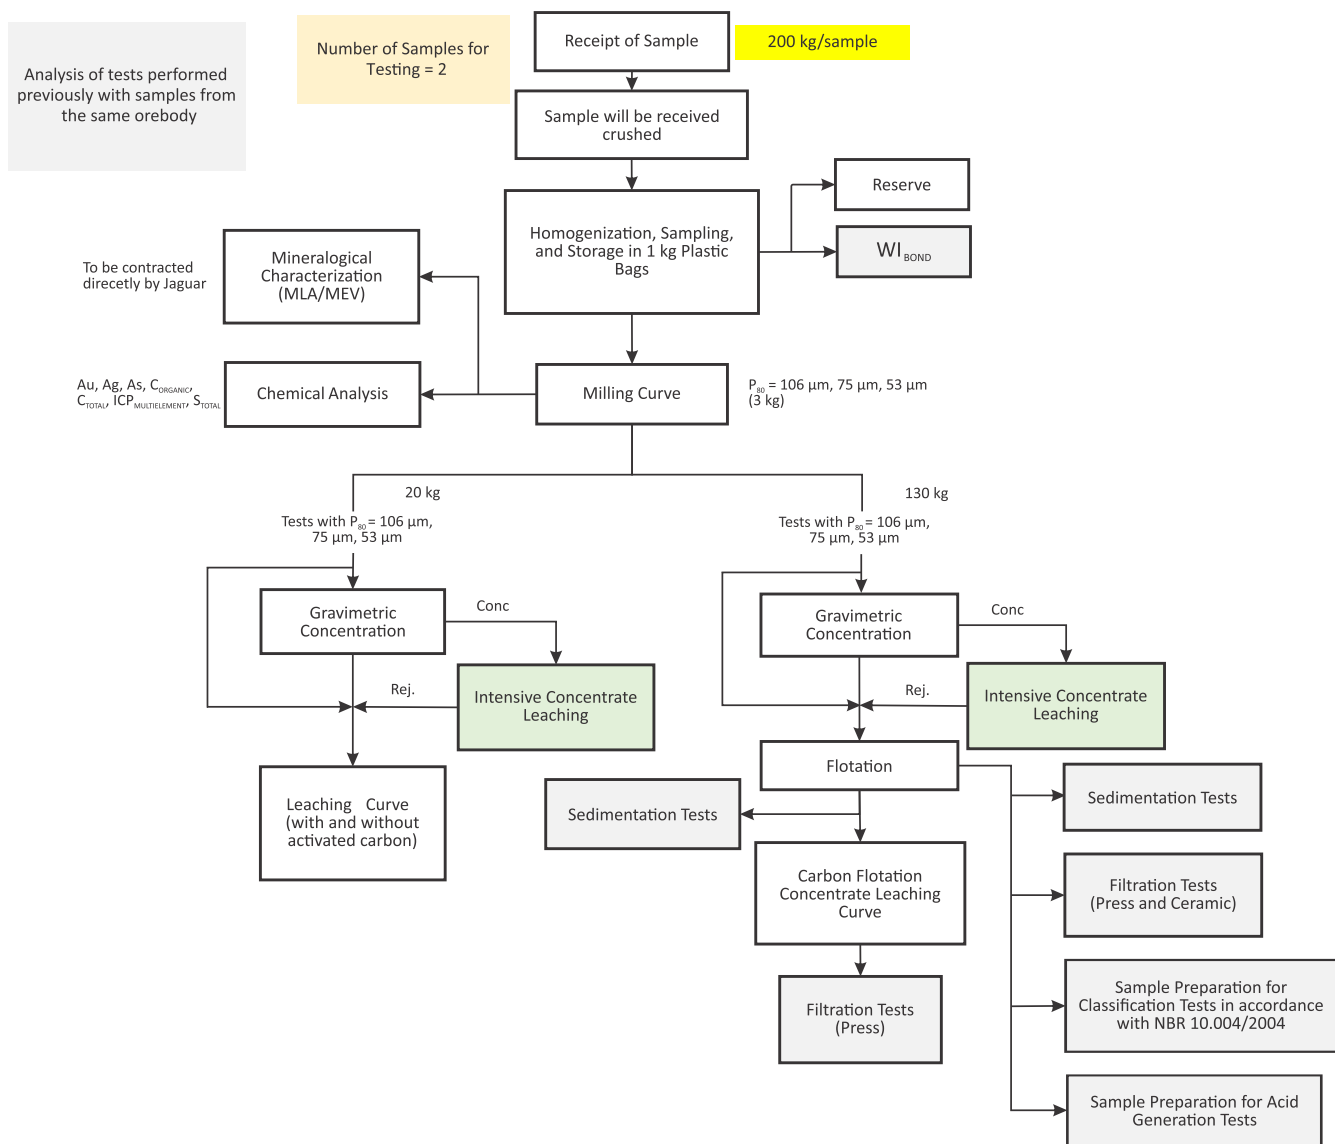 Analysis of tests performed
previously with samples from
the same orebody
Number of Samples for
Testing = 2
Receipt of Sample
200 kg/sample
Sample will be received
crushed
Homogenization, Sampling,
and Storage in 1 kg Plastic
Bags
Reserve
WI BOND
To be contracted
direcetly by Jaguar
Mineralogical
Characterization
(MLA/MEV)
Au, Ag, As, C ORGANIC,
C TOTAL, ICP MULTIELEMENT, S TOTAL
Chemical Analysis
Milling Curve
P80 = 106 µm, 75 µm, 53 µm
(3 kg)
20 kg
Tests with P80 = 106 µm,
75 µm, 53 µm
130 kg
Tests with P80 = 106 µm,
75 µm, 53 µm
Gravimetric
Concentration
Conc
Rej.
Intensive Concentrate
Leaching
Leaching Curve
(with and without
activated carbon)
Gravimetric
Concentration
Conc
Rej.
Intensive Concentrate
Leaching
Flotation
Sedimentation Tests
Sedimentation Tests
Carbon Flotation
Concentrate Leaching
Curve
Filtration Tests
(Press and Ceramic)
Filtration Tests
(Press)
Sample Preparation for
Classification Tests in accordance
with NBR 10.004/2004
Sample Preparation for Acid
Generation Tests